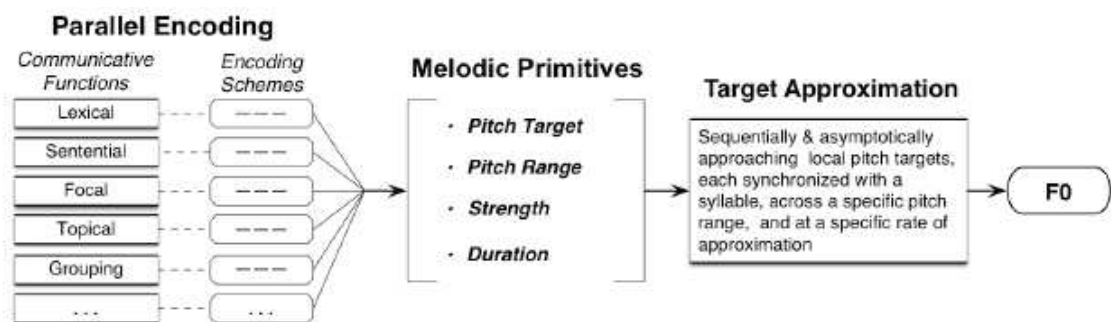 Parallel Encoding
Communicative
Functions
Encoding
Schemes
Lexical
– – –
Sentential
– – –
Focal
– – –
Topical
– – –
Grouping
– – –
. . .
. . .
Melodic Primitives
· Pitch Target
· Pitch Range
· Strength
· Duration
Target Approximation
Sequentially & asymptotically
approaching local pitch targets,
each synchronized with a
syllable, across a specific pitch
range, and at a specific rate of
approximation
F0